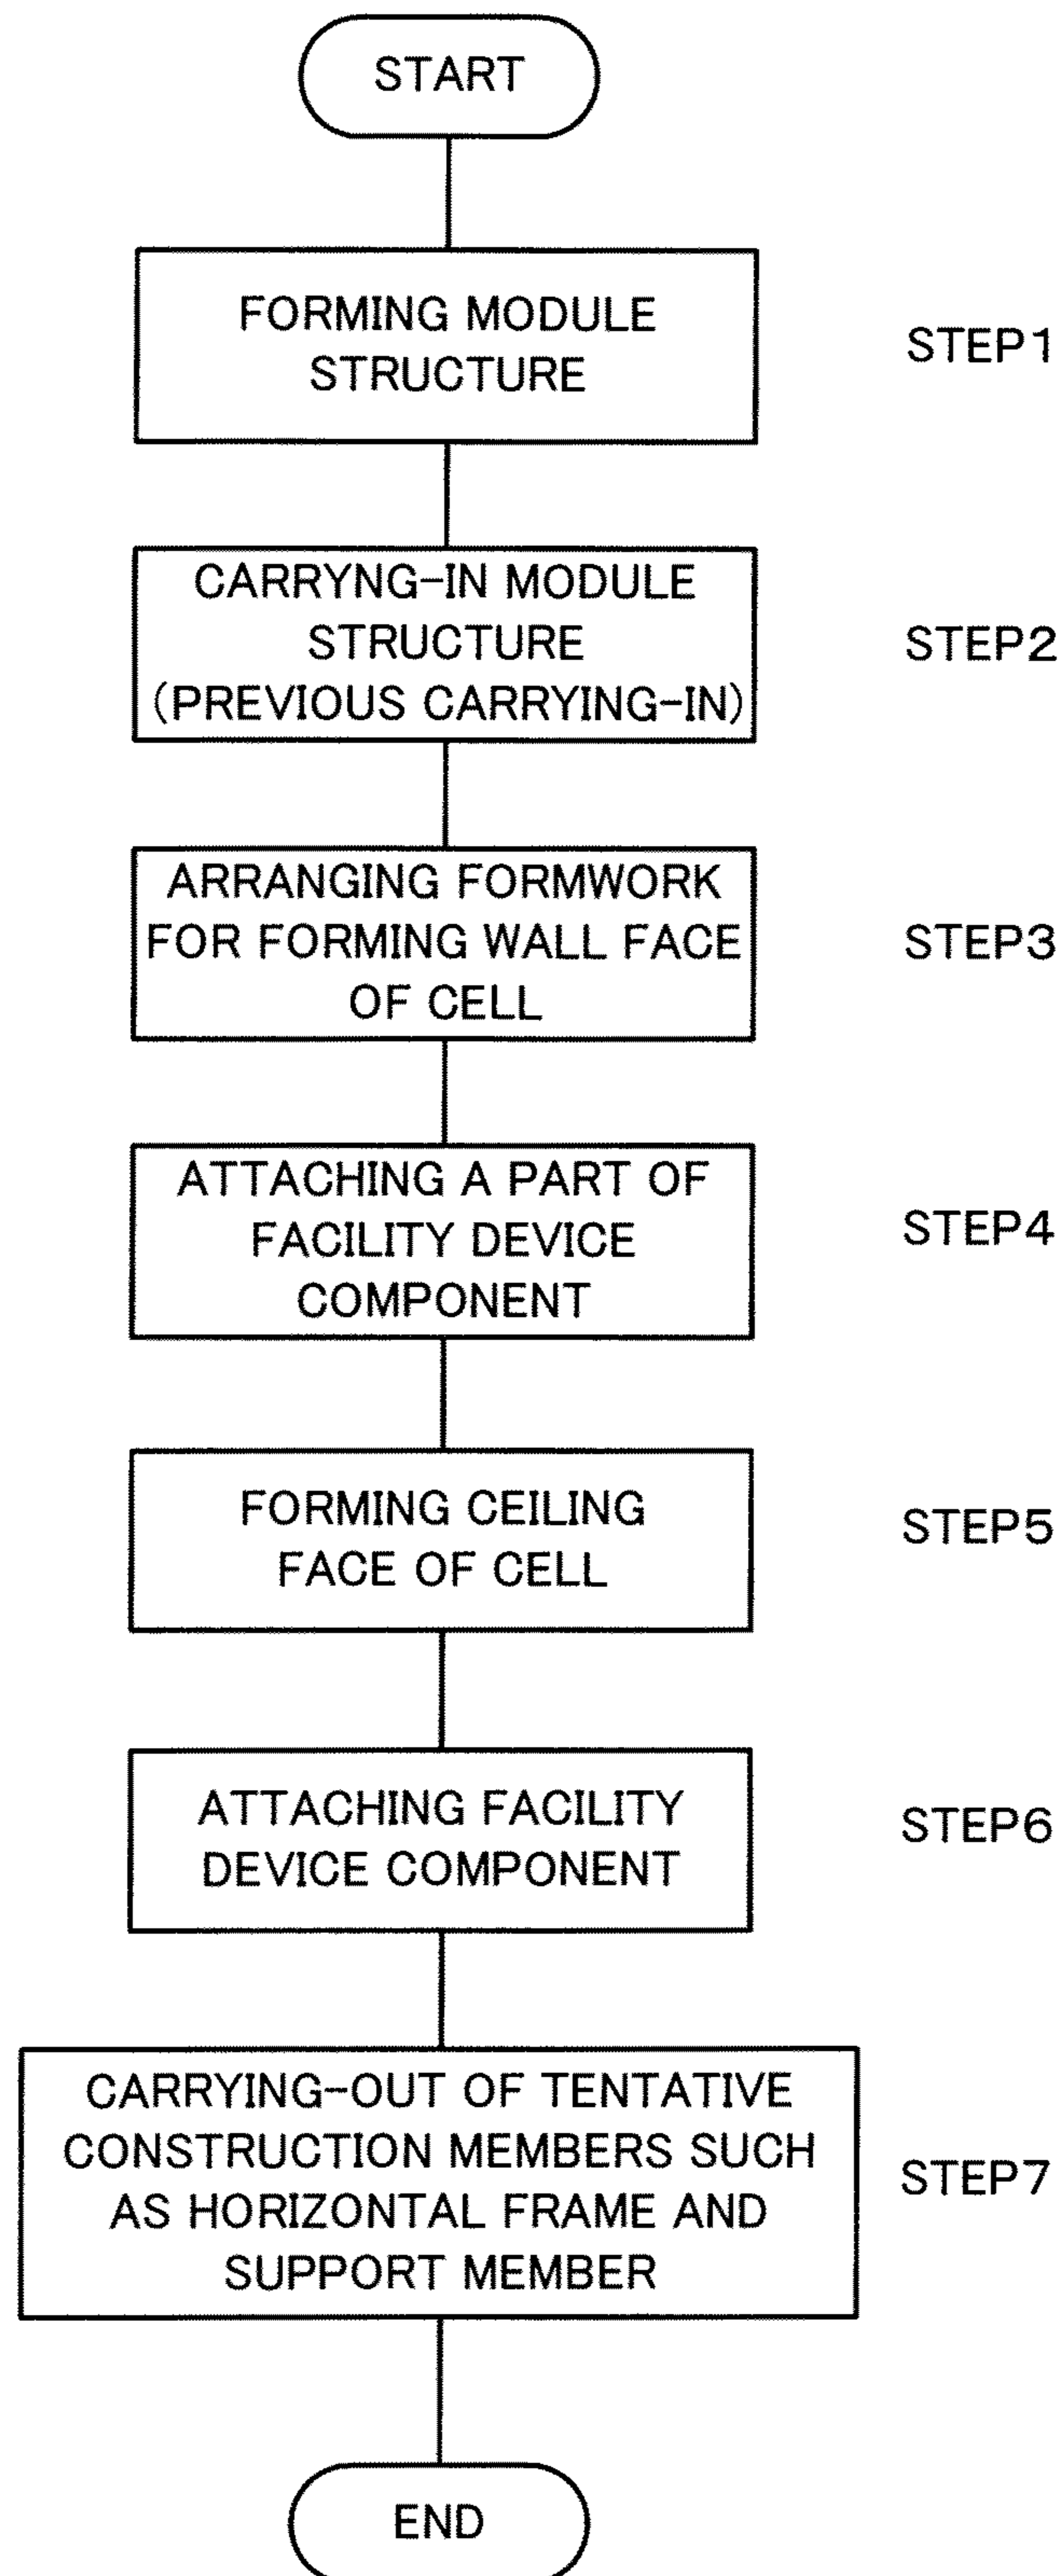 START
FORMING MODULE
STRUCTURE
STEP1
CARRYNG-IN MODULE
STRUCTURE
(PREVIOUS CARRYING-IN)
STEP2
ARRANGING FORMWORK
FOR FORMING WALL FACE
OF CELL
STEP3
ATTACHING A PART OF
FACILITY DEVICE
COMPONENT
STEP4
FORMING CEILING
FACE OF CELL
STEP5
ATTACHING FACILITY
DEVICE COMPONENT
STEP6
CARRYING-OUT OF TENTATIVE
CONSTRUCTION MEMBERS SUCH
AS HORIZONTAL FRAME AND
SUPPORT MEMBER
STEP7
END